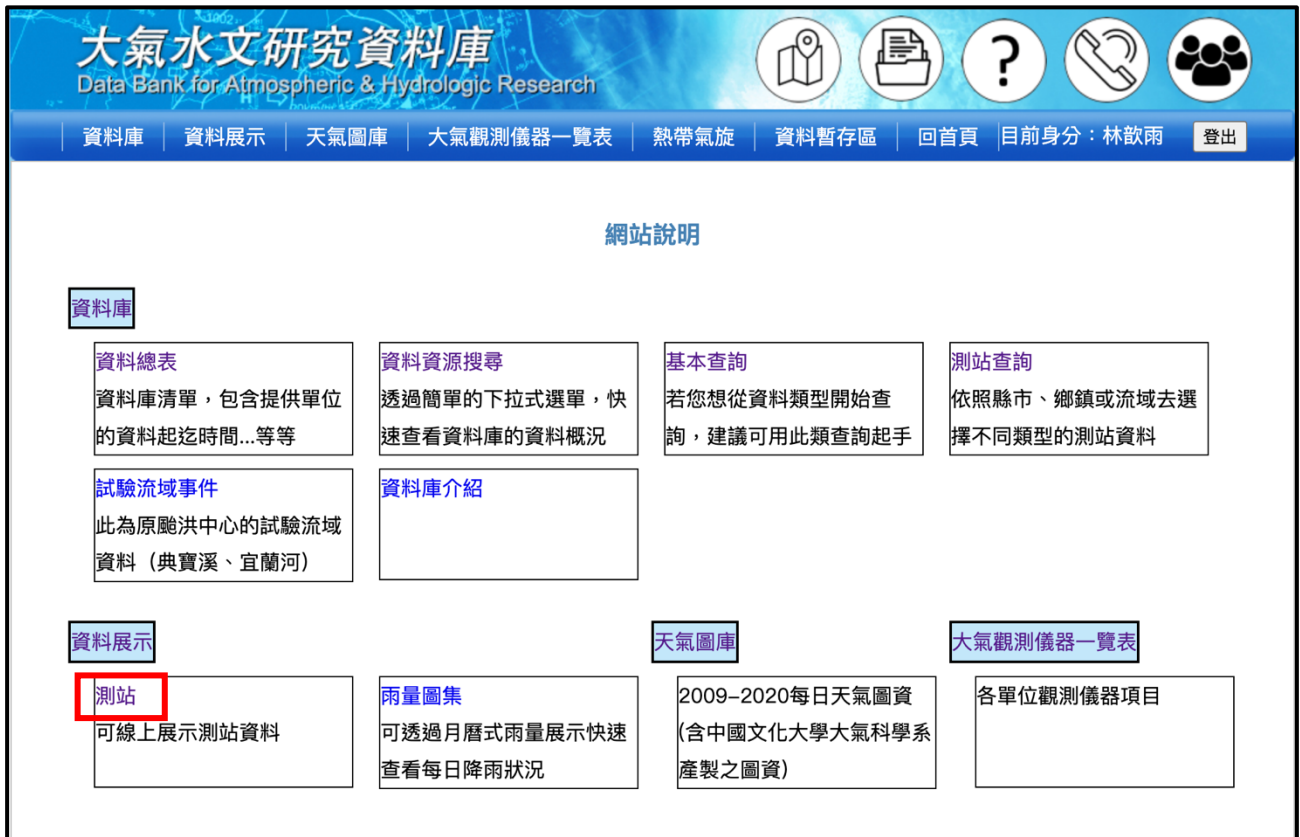 大氣水文研究資料庫
Data Bank for Atmospheric & Hydrologic Research
資料庫 資料展示 天氣圖庫 大氣觀測儀器一覽表 熱帶氣旋 資料暫存區 回首頁 目前身分：林歆雨 登出
網站說明
資料庫
資料總表
資料庫清單，包含提供單位
的資料起迄時間...等等
資料資源搜尋
透過簡單的下拉式選單，快
速查看資料庫的資料概況
基本查詢
若您想從資料類型開始查
詢，建議可用此類查詢起手
測站查詢
依照縣市、鄉鎮或流域去選
擇不同類型的測站資料
試驗流域事件
此為原颱洪中心的試驗流域
資料（典寶溪、宜蘭河）
資料庫介紹
資料展示
測站
可線上展示測站資料
雨量圖集
可透過月曆式雨量展示快速
查看每日降雨狀況
天氣圖庫
2009–2020每日天氣圖資
(含中國文化大學大氣科學系
產製之圖資)
大氣觀測儀器一覽表
各單位觀測儀器項目